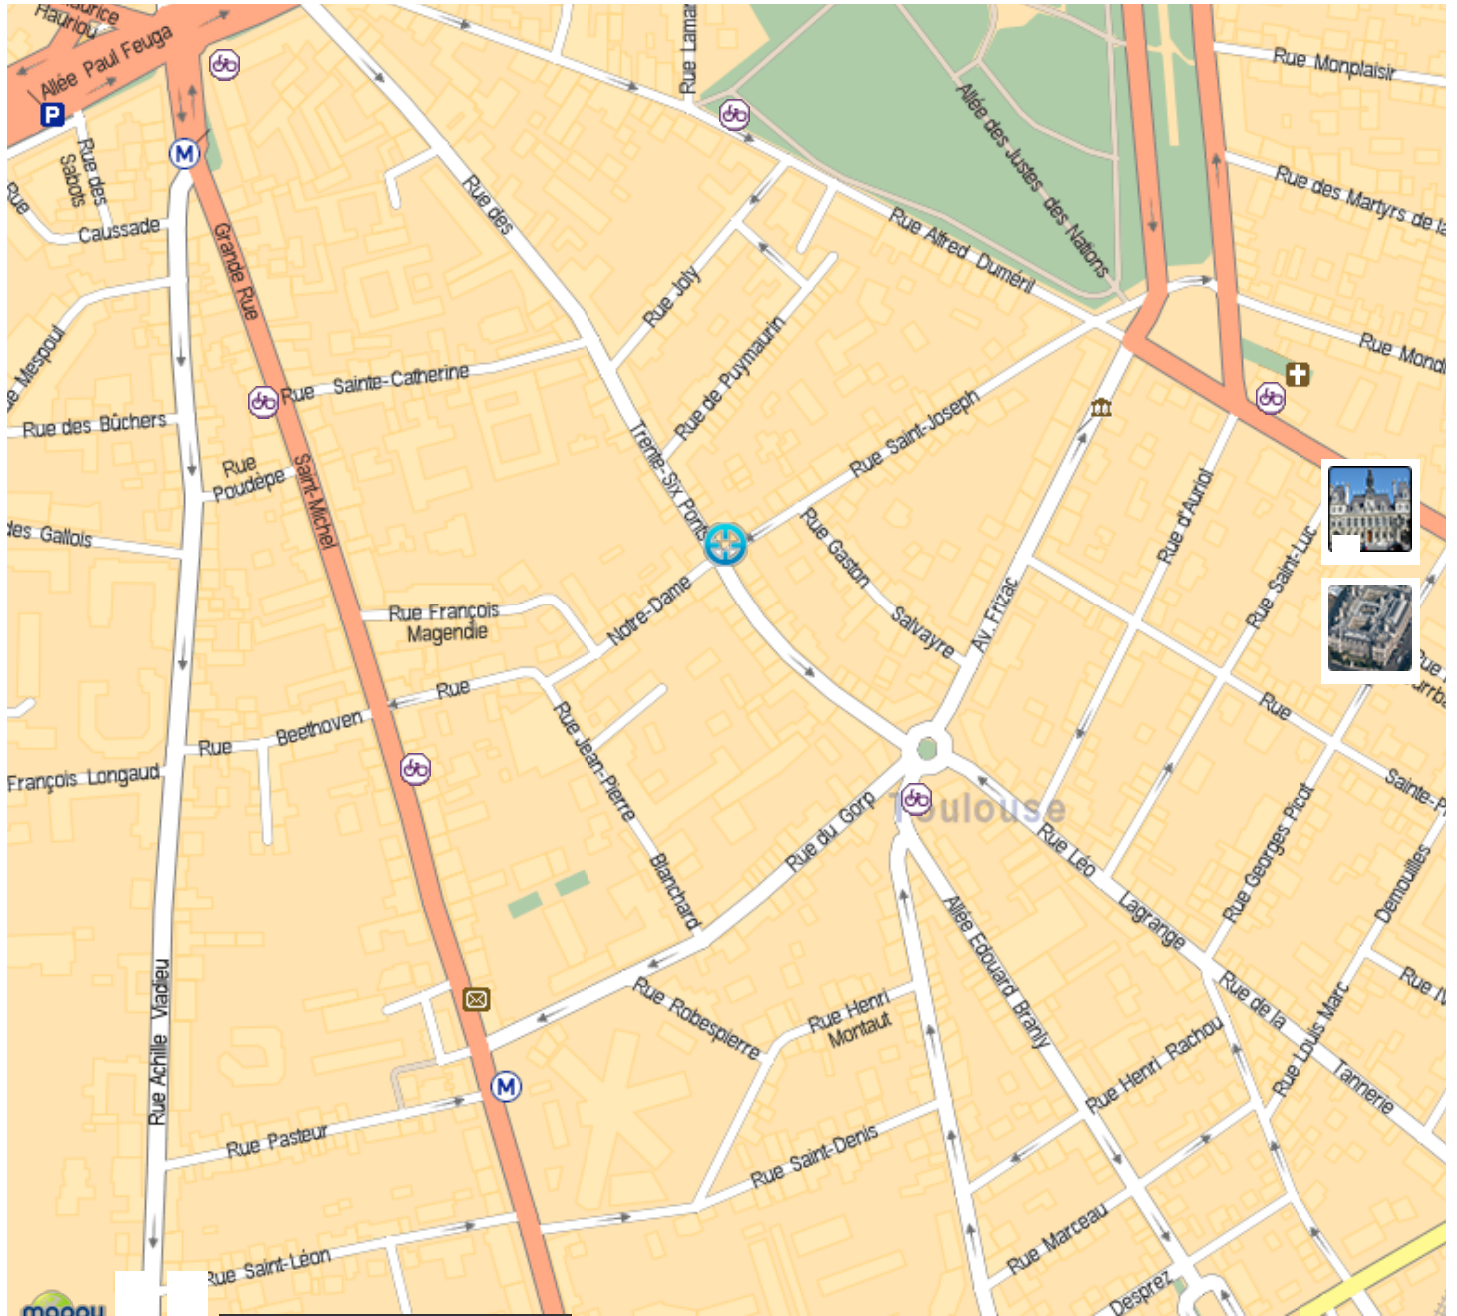 Hauriou
Allée Paul Feuga
P
M
Rue des
Sabots
Rue
Caussade
Rue Lamar
Rue Monplaisir
Allée des Justes des Nations
Rue des Martyrs de la
Rue des
Grande Rue
Rue Alfred Duméril
Rue Joly
Rue Mondr
Mespoul
Rue Sainte-Catherine
Rue de Puymaurin
Rue des Bûchers
Rue
Poudèpe
Saint-Michel
Trente-Six Ponts
Rue Saint-Joseph
des Gallois
Rue Gaston
Salvayre
Rue d'Auriol
Rue Saint-Luc
Av. Frizac
Rue François
Magendie
Notre-Dame
Rue
Rue
Rue
Beethoven
Rue Jean-Pierre
Blanchard
Rue
Sainte-P
François Longaud
Toulouse
Rue du Gorp
Rue Léo
Lagrange
Rue Georges Picot
Demouilles
Allée Edouard Branly
Rue Achille Viadieu
Rue Robespierre
Rue Henri
Montaut
Rue de la
Tannerie
Rue Louis Marc
Rue Henri Rachou
M
Rue Pasteur
Rue Saint-Denis
Rue Marceau
Rue Saint-Léon
Desprez
mappy